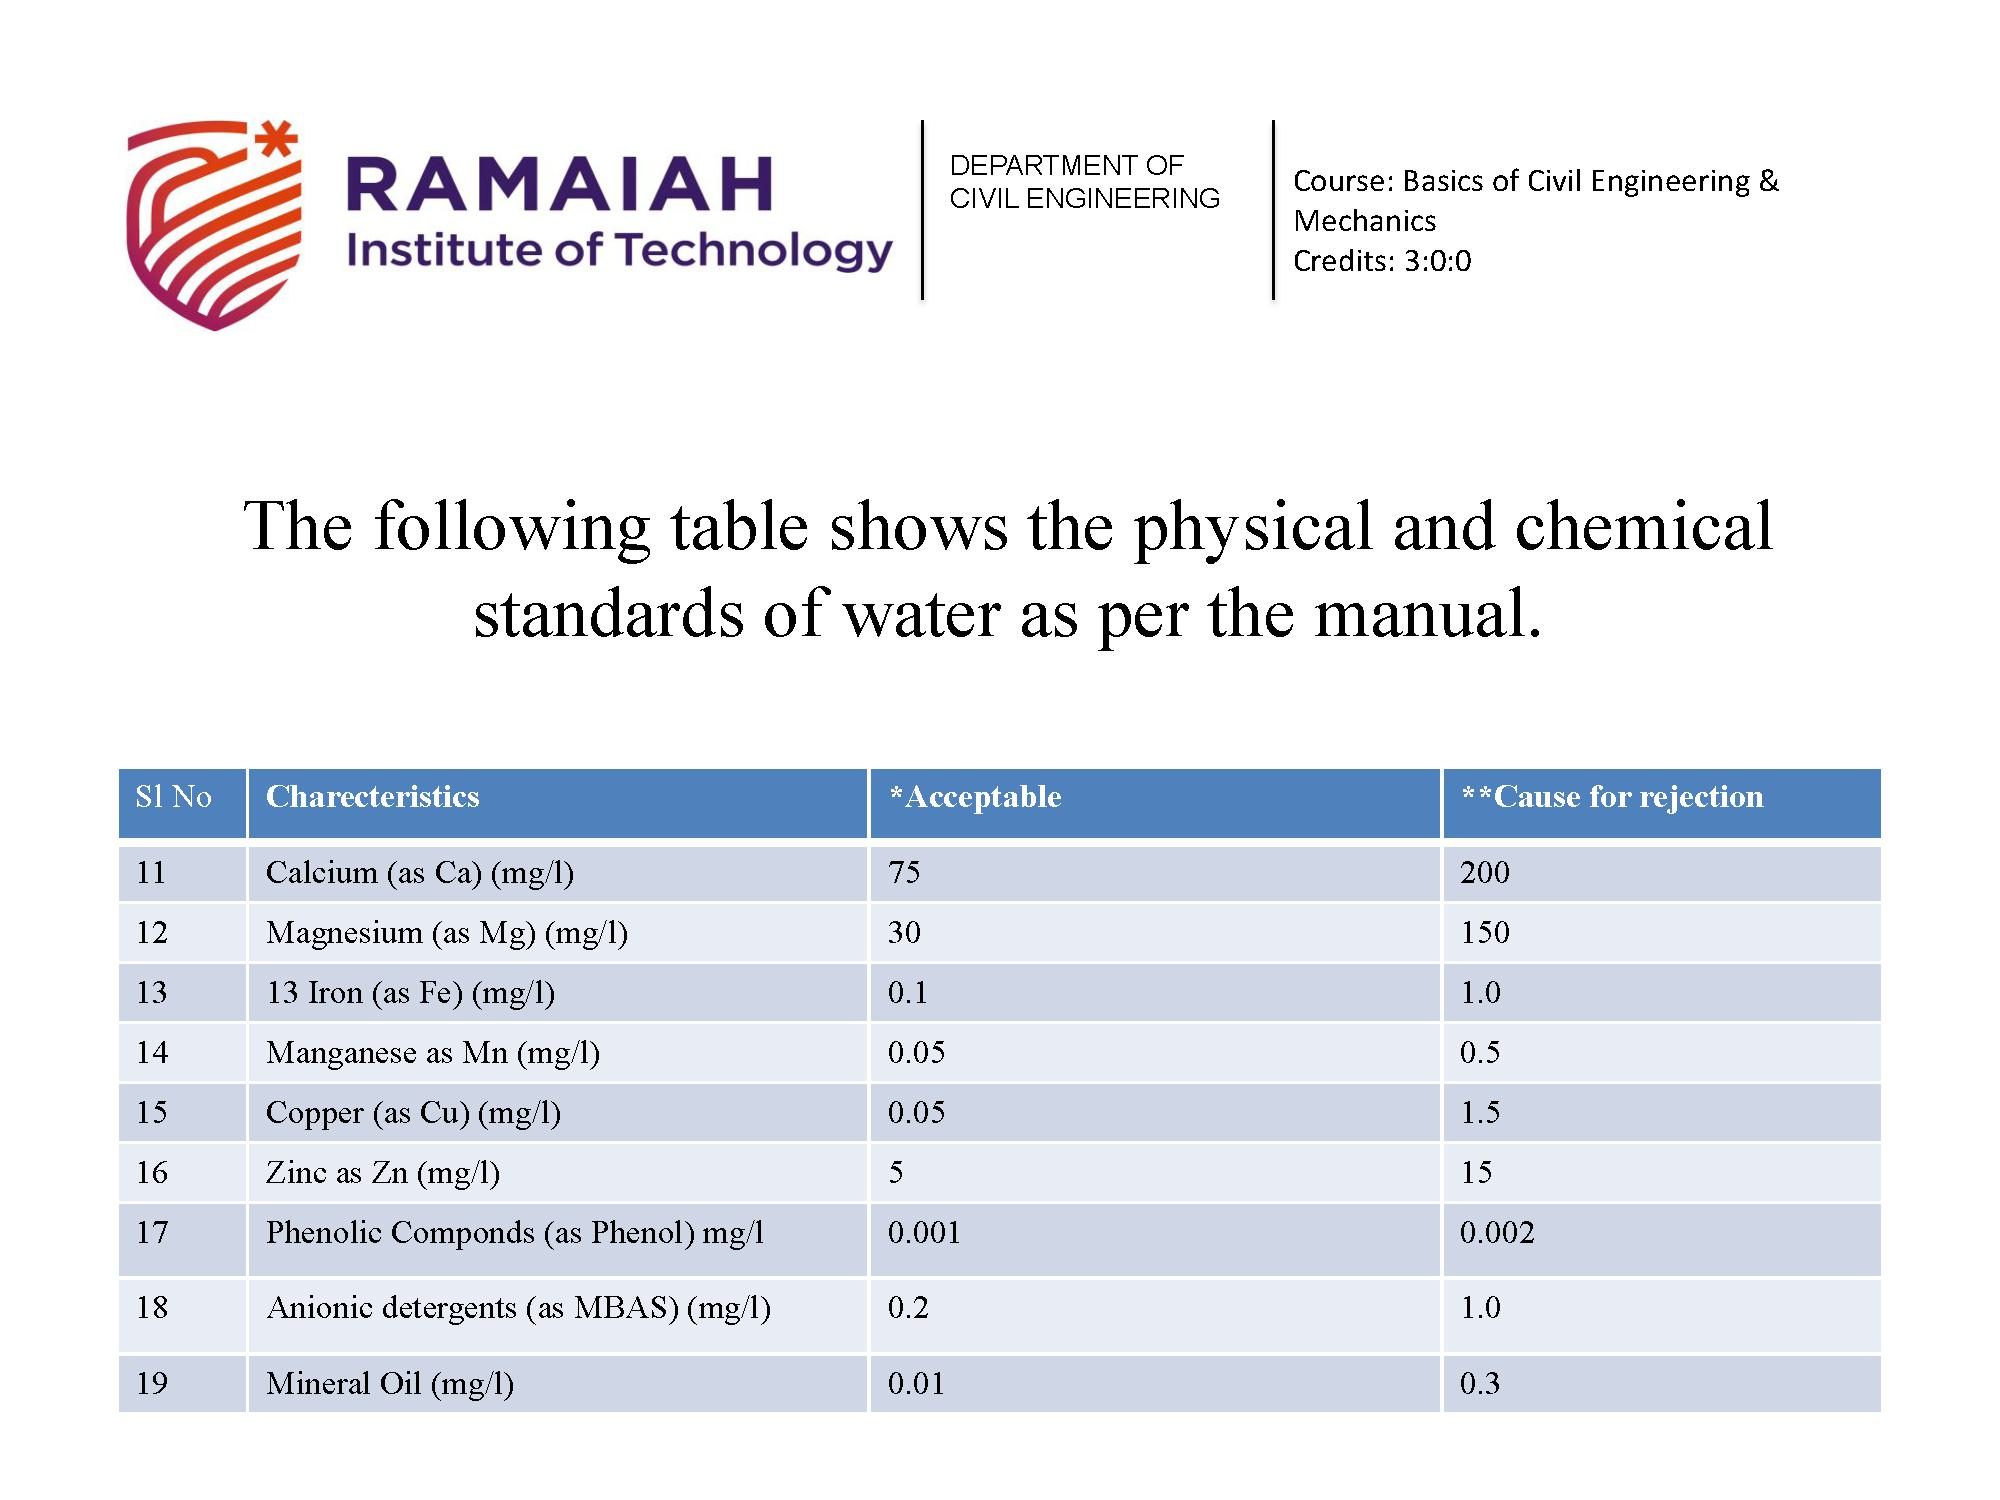 RAMAIAH
Institute of Technology
DEPARTMENT OF
CIVIL ENGINEERING
Course: Basics of Civil Engineering &
Mechanics
Credits: 3:0:0
The following table shows the physical and chemical
standards of water as per the manual.
Sl No Charecteristics *Acceptable **Cause for rejection
11 Calcium (as Ca) (mg/l) 75 200
12 Magnesium (as Mg) (mg/l) 30 150
13 13 Iron (as Fe) (mg/l) 0.1 1.0
14 Manganese as Mn (mg/l) 0.05 0.5
15 Copper (as Cu) (mg/l) 0.05 1.5
16 Zinc as Zn (mg/l) 5 15
17 Phenolic Componds (as Phenol) mg/l 0.001 0.002
18 Anionic detergents (as MBAS) (mg/l) 0.2 1.0
19 Mineral Oil (mg/l) 0.01 0.3